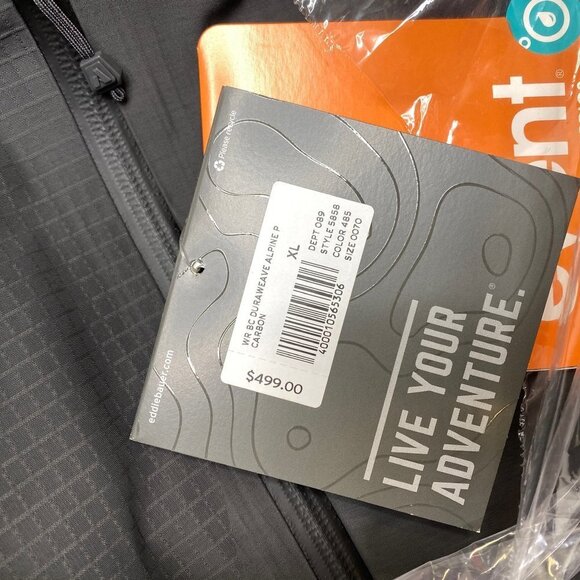 Please recycle
WR BC DURAWEAVE ALPINE P
CARBON
XL
DEPT 089
STYLE 5858
COLOR 485
SIZE 0070
400010565306
$499.00
eddiebauer.com
LIVE YOUR
ADVENTURE.®